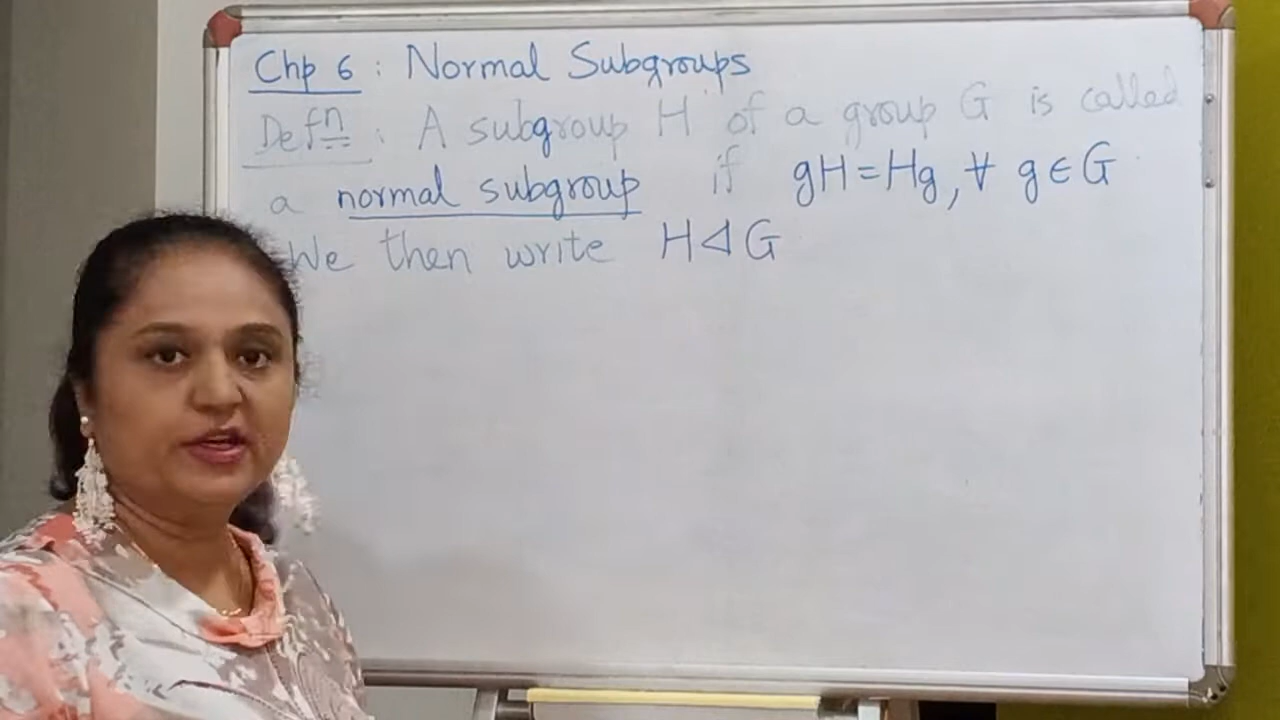 Chp 6 : Normal Subgroups
Defn : A subgroup H of a group G is called
a normal subgroup if gH=Hg, ∀ g∈G
We then write H⊲G